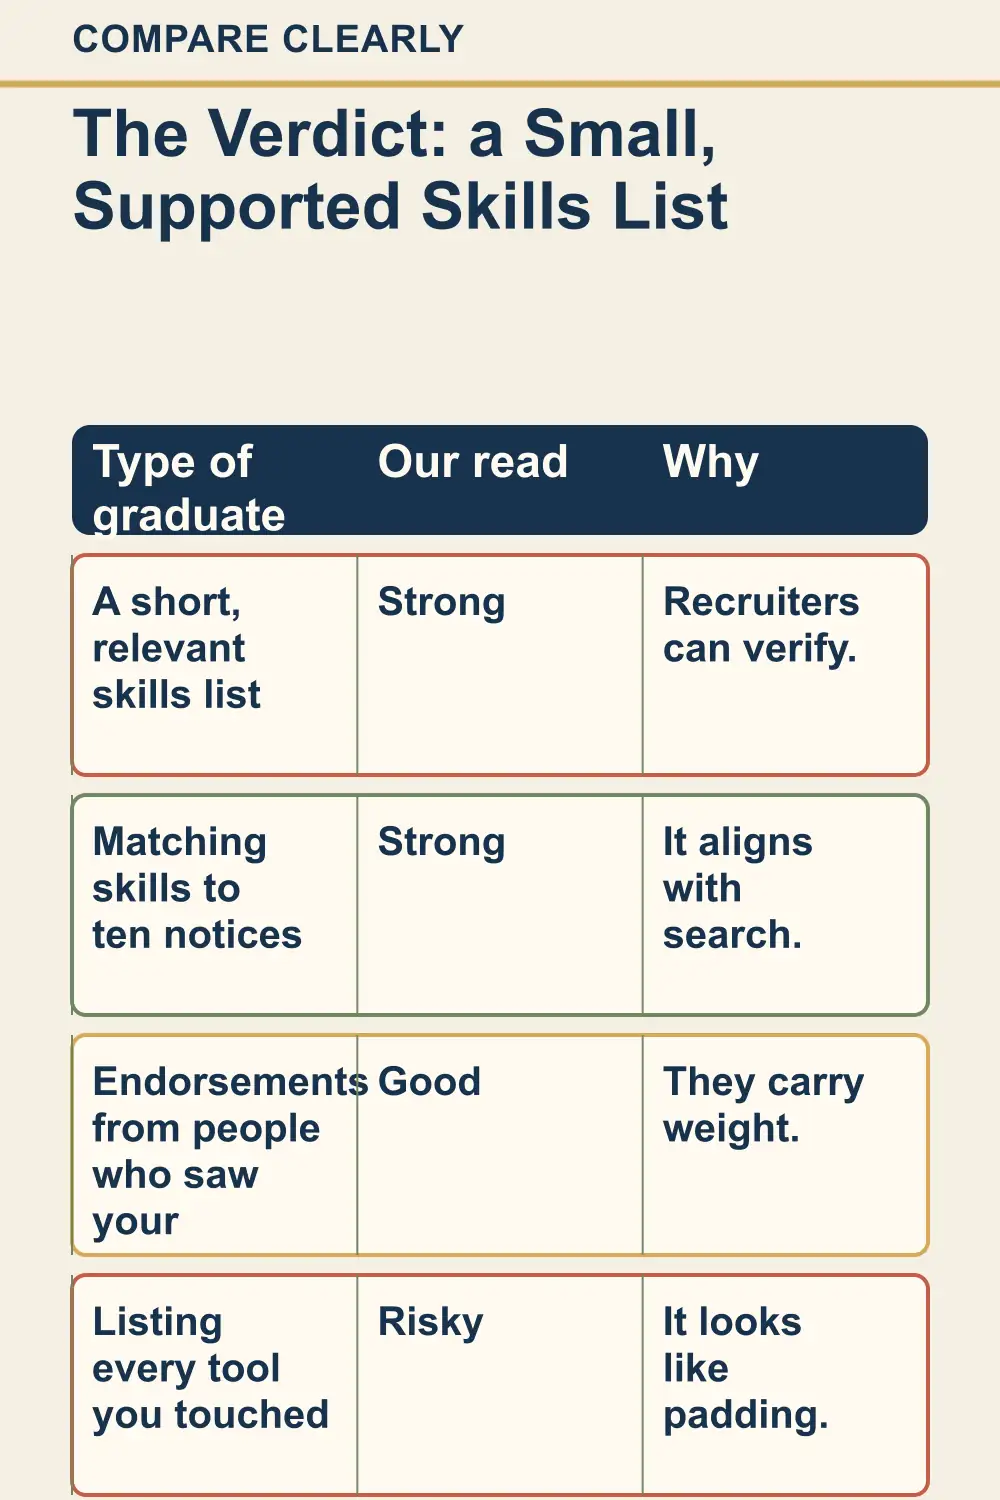 COMPARE CLEARLY
The Verdict: a Small,
Supported Skills List
Type of
graduate
Our read
Why
A short,
relevant
skills list
Strong
Recruiters
can verify.
Matching
skills to
ten notices
Strong
It aligns
with
search.
Endorsements
from people
who saw
your
Good
They carry
weight.
Listing
every tool
you touched
Risky
It looks
like
padding.